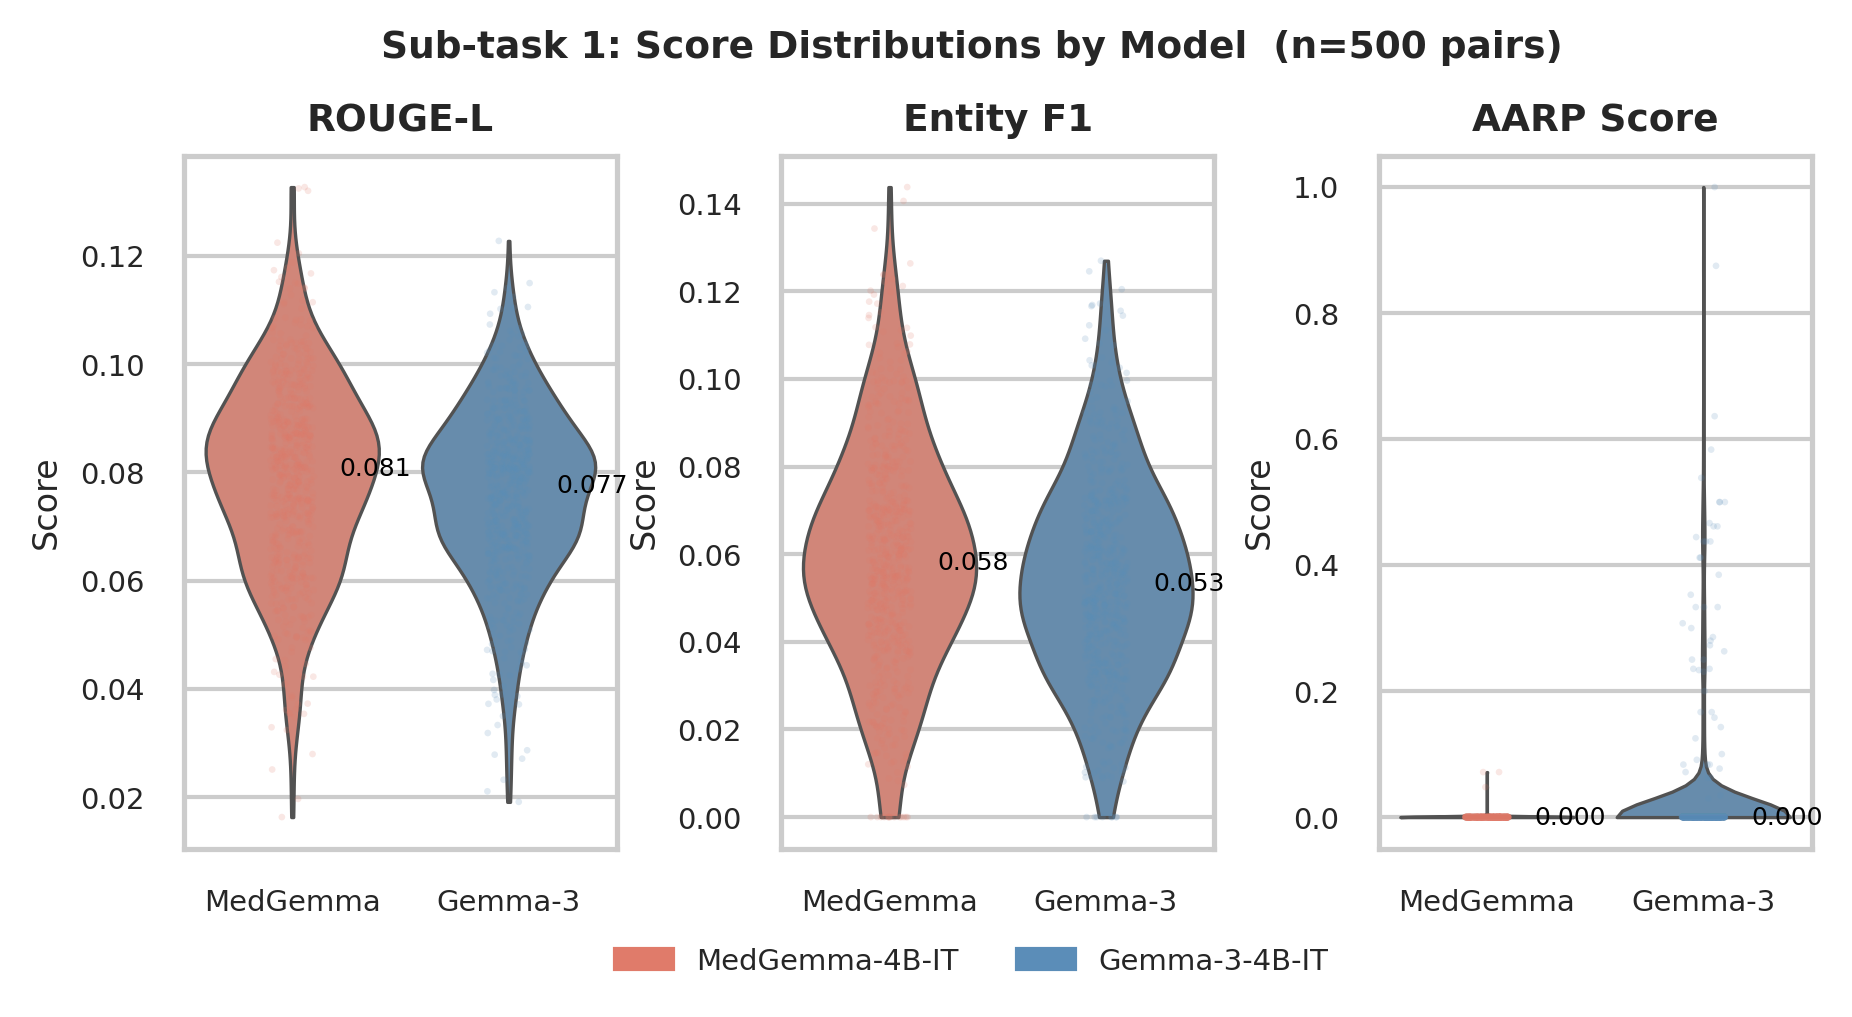 Sub-task 1: Score Distributions by Model (n=500 pairs)
ROUGE-L
Score
0.12
0.10
0.08
0.06
0.04
0.02
0.081
0.077
MedGemma
Gemma-3
Entity F1
Score
0.14
0.12
0.10
0.08
0.06
0.04
0.02
0.00
0.058
0.053
MedGemma
Gemma-3
AARP Score
Score
1.0
0.8
0.6
0.4
0.2
0.0
0.000
0.000
MedGemma
Gemma-3
MedGemma-4B-IT
Gemma-3-4B-IT